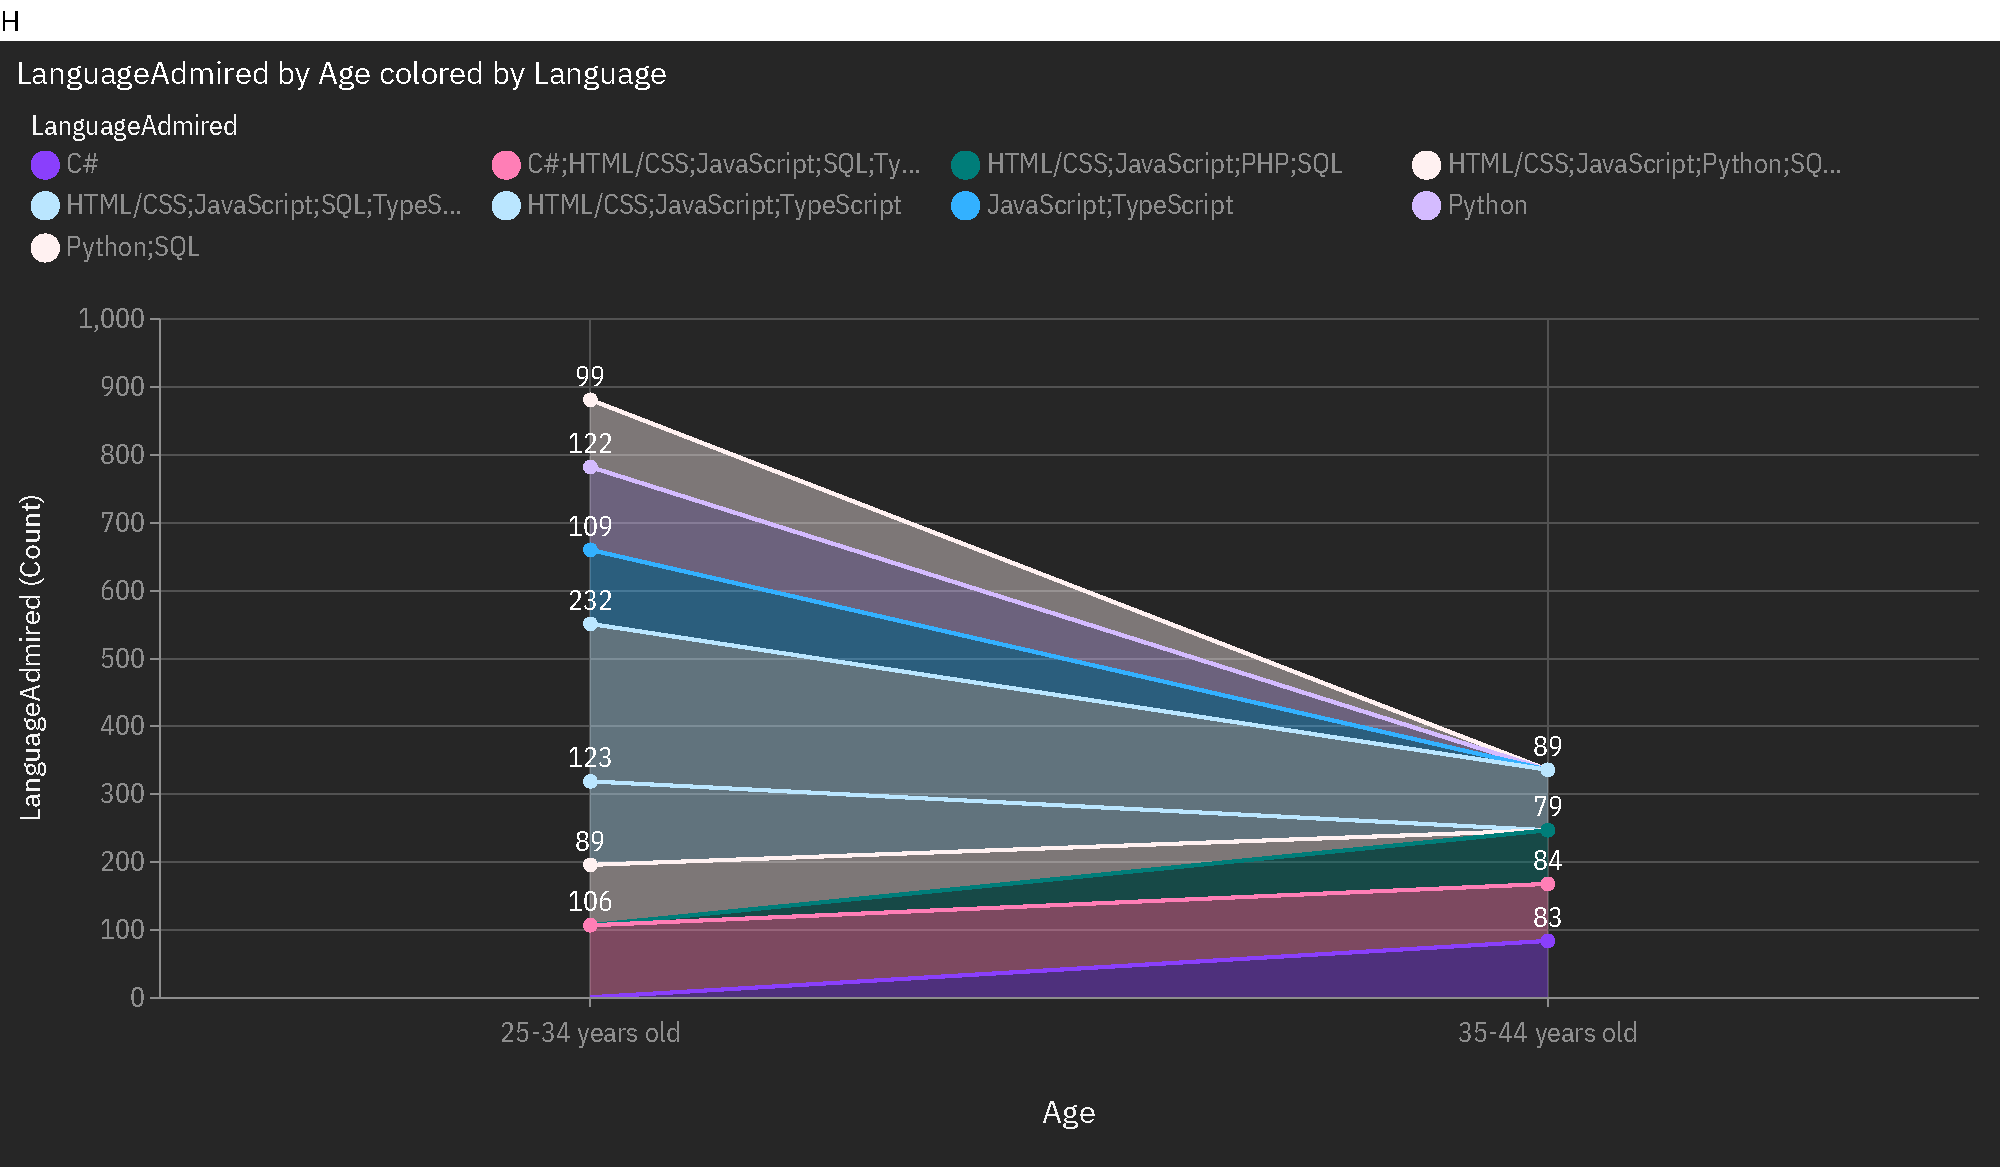 H
LanguageAdmired by Age colored by Language
LanguageAdmired
C# C#;HTML/CSS;JavaScript;SQL;Ty... HTML/CSS;JavaScript;PHP;SQL HTML/CSS;JavaScript;Python;SQ...
HTML/CSS;JavaScript;SQL;TypeS... HTML/CSS;JavaScript;TypeScript JavaScript;TypeScript Python
Python;SQL
LanguageAdmired (Count)
1,000
99
900
122
800
109
700
232
600
500
400
123 89
300
89 79
200
106 84
100
83
0
25-34 years old 35-44 years old
Age